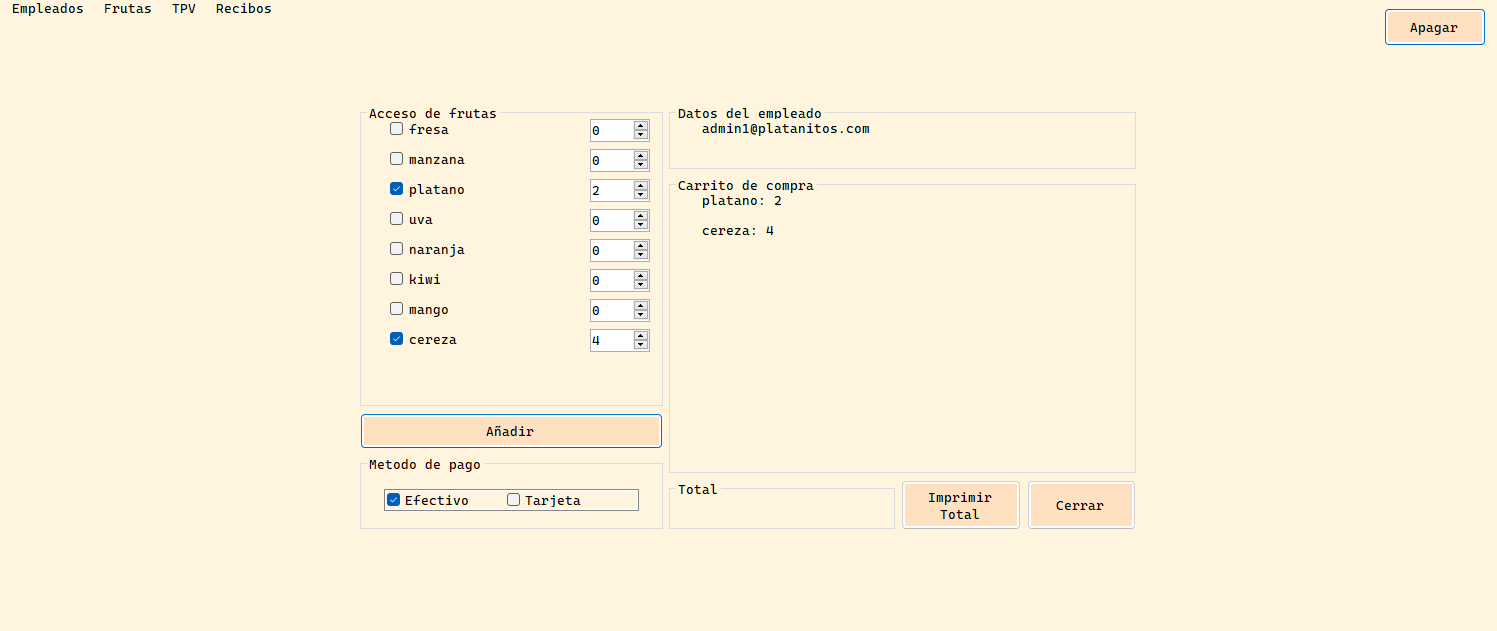 Empleados Frutas TPV Recibos
Apagar
Acceso de frutas
fresa 0
manzana 0
platano 2
uva 0
naranja 0
kiwi 0
mango 0
cereza 4
Añadir
Metodo de pago
Efectivo Tarjeta
Datos del empleado
admin1@platanitos.com
Carrito de compra
platano: 2
cereza: 4
Total
Imprimir
Total
Cerrar